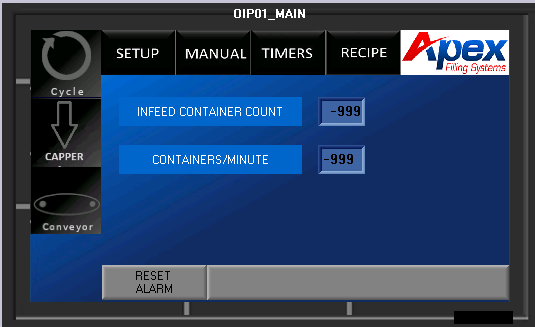 OIP01_MAIN
SETUP
MANUAL
TIMERS
RECIPE
Apex
Filling Systems
Cycle
CAPPER
Conveyor
INFEED CONTAINER COUNT
-999
CONTAINERS/MINUTE
-999
RESET
ALARM